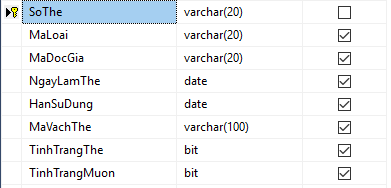 SoThe varchar(20)
MaLoai varchar(20)
MaDocGia varchar(20)
NgayLamThe date
HanSuDung date
MaVachThe varchar(100)
TinhTrangThe bit
TinhTrangMuon bit